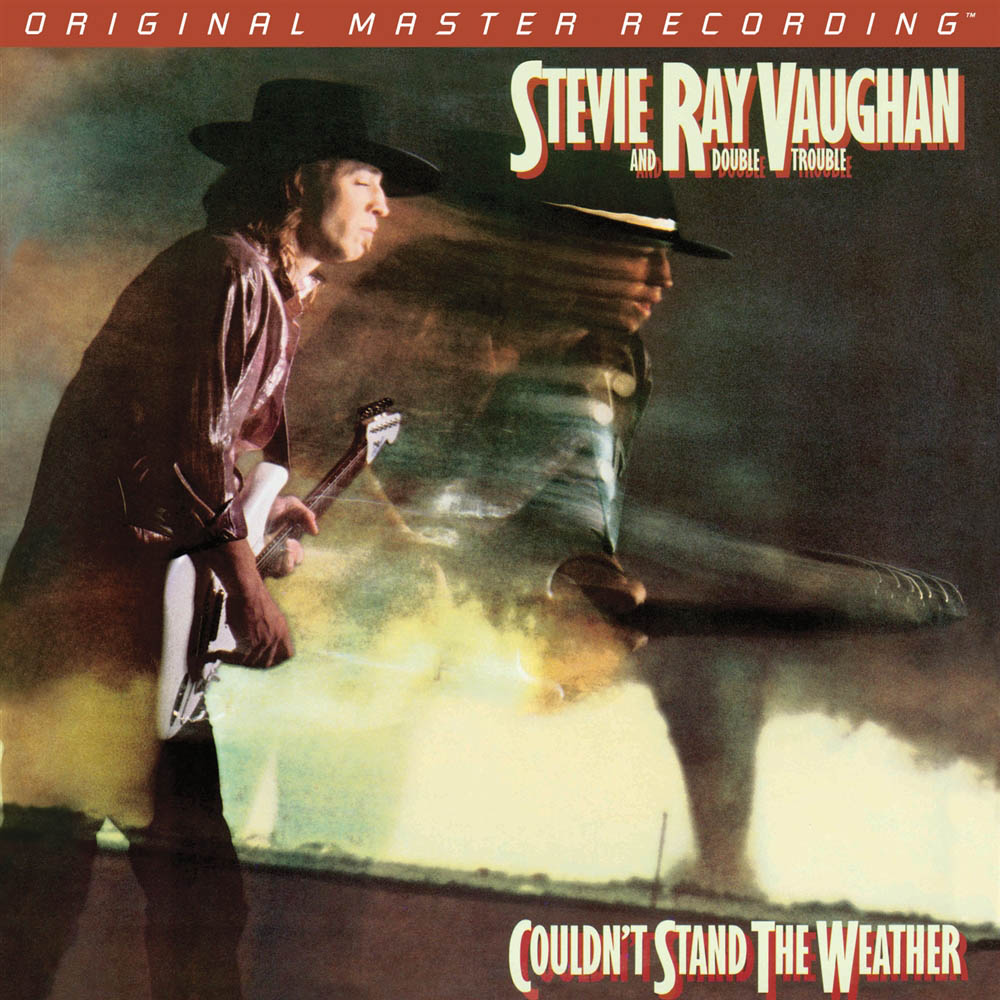 ORIGINAL MASTER RECORDING™
STEVIE RAY VAUGHAN
AND DOUBLE TROUBLE
COULDN'T STAND THE WEATHER